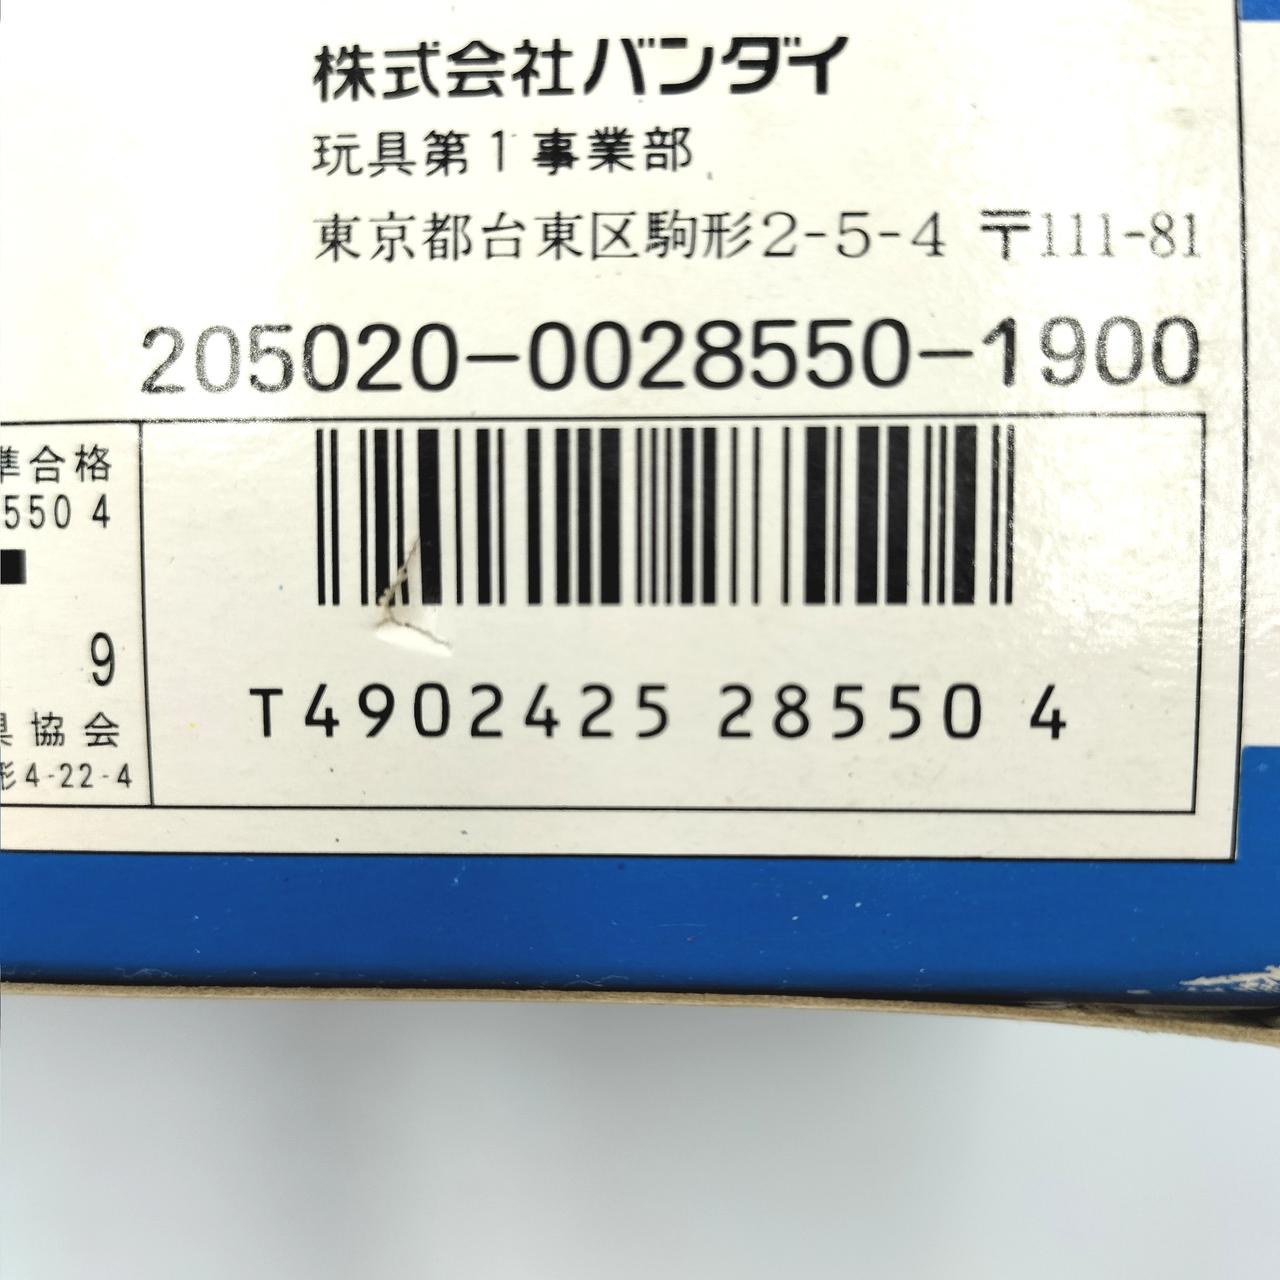 株式会社バンダイ
玩具第1事業部
東京都台東区駒形2-5-4 〒111-81
205020-0028550-1900
準合格
5504
9
T4902425 28550 4
具協会
形4-22-4